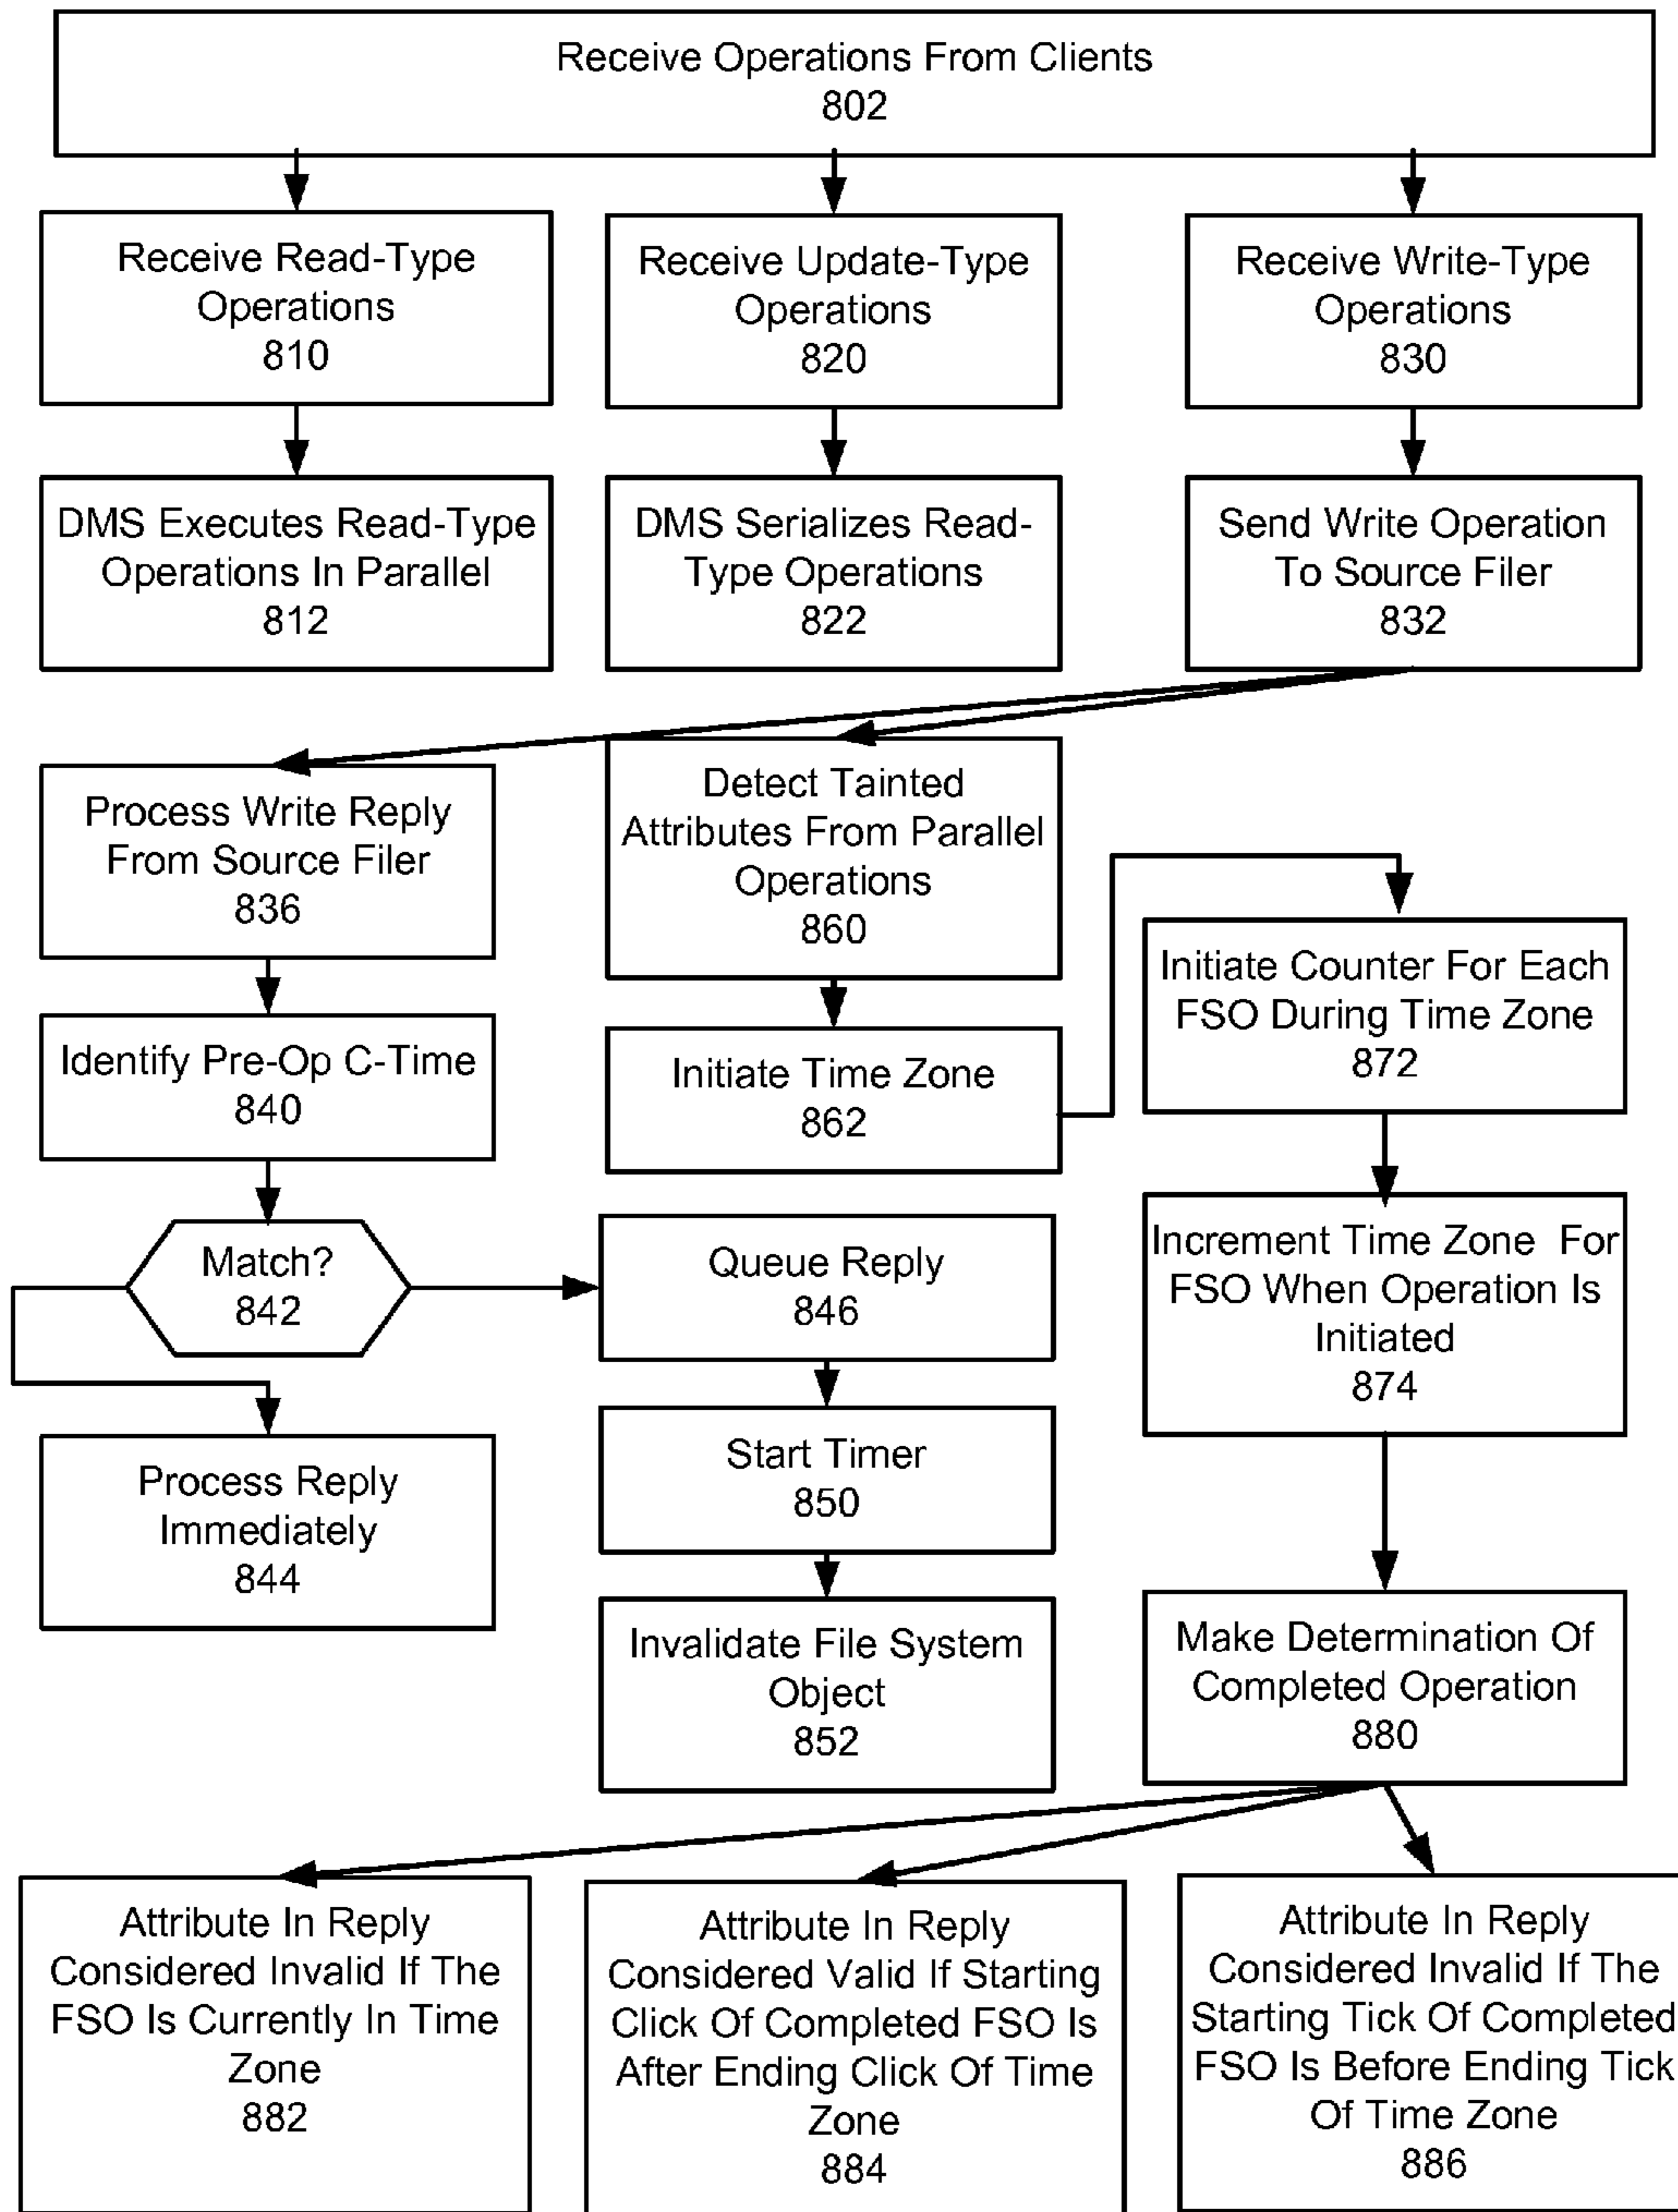 Receive Operations From Clients
802
Receive Read-Type
Operations
810
Receive Update-Type
Operations
820
Receive Write-Type
Operations
830
DMS Executes Read-Type
Operations In Parallel
812
DMS Serializes Read-
Type Operations
822
Send Write Operation
To Source Filer
832
Process Write Reply
From Source Filer
836
Detect Tainted
Attributes From Parallel
Operations
860
Initiate Counter For Each
FSO During Time Zone
872
Identify Pre-Op C-Time
840
Initiate Time Zone
862
Increment Time Zone For
FSO When Operation Is
Initiated
874
Match?
842
Queue Reply
846
Process Reply
Immediately
844
Start Timer
850
Invalidate File System
Object
852
Make Determination Of
Completed Operation
880
Attribute In Reply
Considered Invalid If The
FSO Is Currently In Time
Zone
882
Attribute In Reply
Considered Valid If Starting
Click Of Completed FSO Is
After Ending Click Of Time
Zone
884
Attribute In Reply
Considered Invalid If The
Starting Tick Of Completed
FSO Is Before Ending Tick
Of Time Zone
886